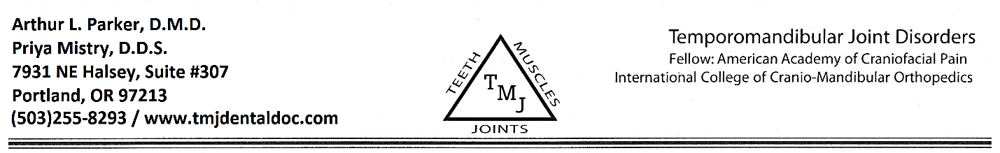 Arthur L. Parker, D.M.D.
Priya Mistry, D.D.S.
7931 NE Halsey, Suite #307
Portland, OR 97213
(503)255-8293 / www.tmjdentaldoc.com
TEETH
MUSCLES
TMJ
JOINTS
Temporomandibular Joint Disorders
Fellow: American Academy of Craniofacial Pain
International College of Cranio-Mandibular Orthopedics